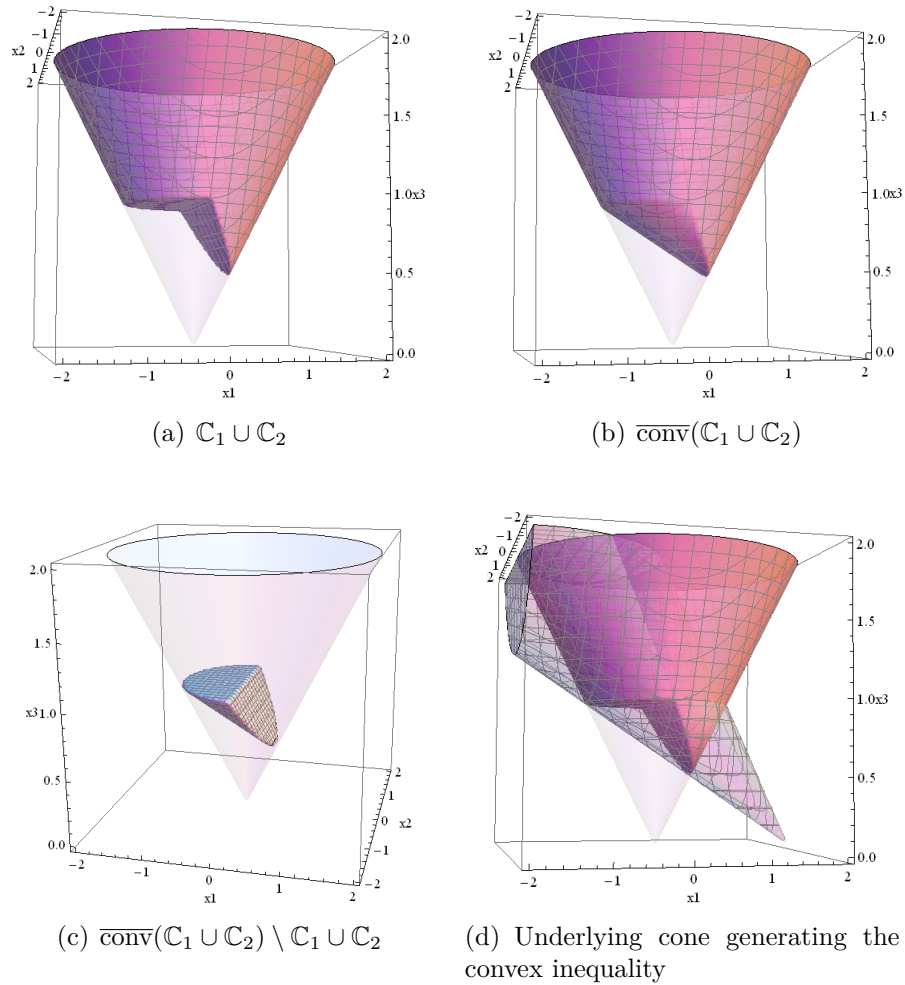 −2
−1
x2 0
1
2
2.0
1.5
1.0x3
0.5
0.0
−2 −1 0 1 2
x1
(a) ℂ₁ ∪ ℂ₂
−2
−1
x2 0
1
2
2.0
1.5
1.0x3
0.5
0.0
−2 −1 0 1 2
x1
(b) c̅o̅n̅v̅(ℂ₁ ∪ ℂ₂)
2.0
1.5
x31.0
0.5
0.0
−2 −1 0 1 2
x1
2
1
0
x2
−1
−2
(c) c̅o̅n̅v̅(ℂ₁ ∪ ℂ₂) \ ℂ₁ ∪ ℂ₂
−2
−1
x2 0
1
2
2.0
1.5
1.0x3
0.5
0.0
−2 −1 0 1 2
x1
(d) Underlying cone generating the
convex inequality